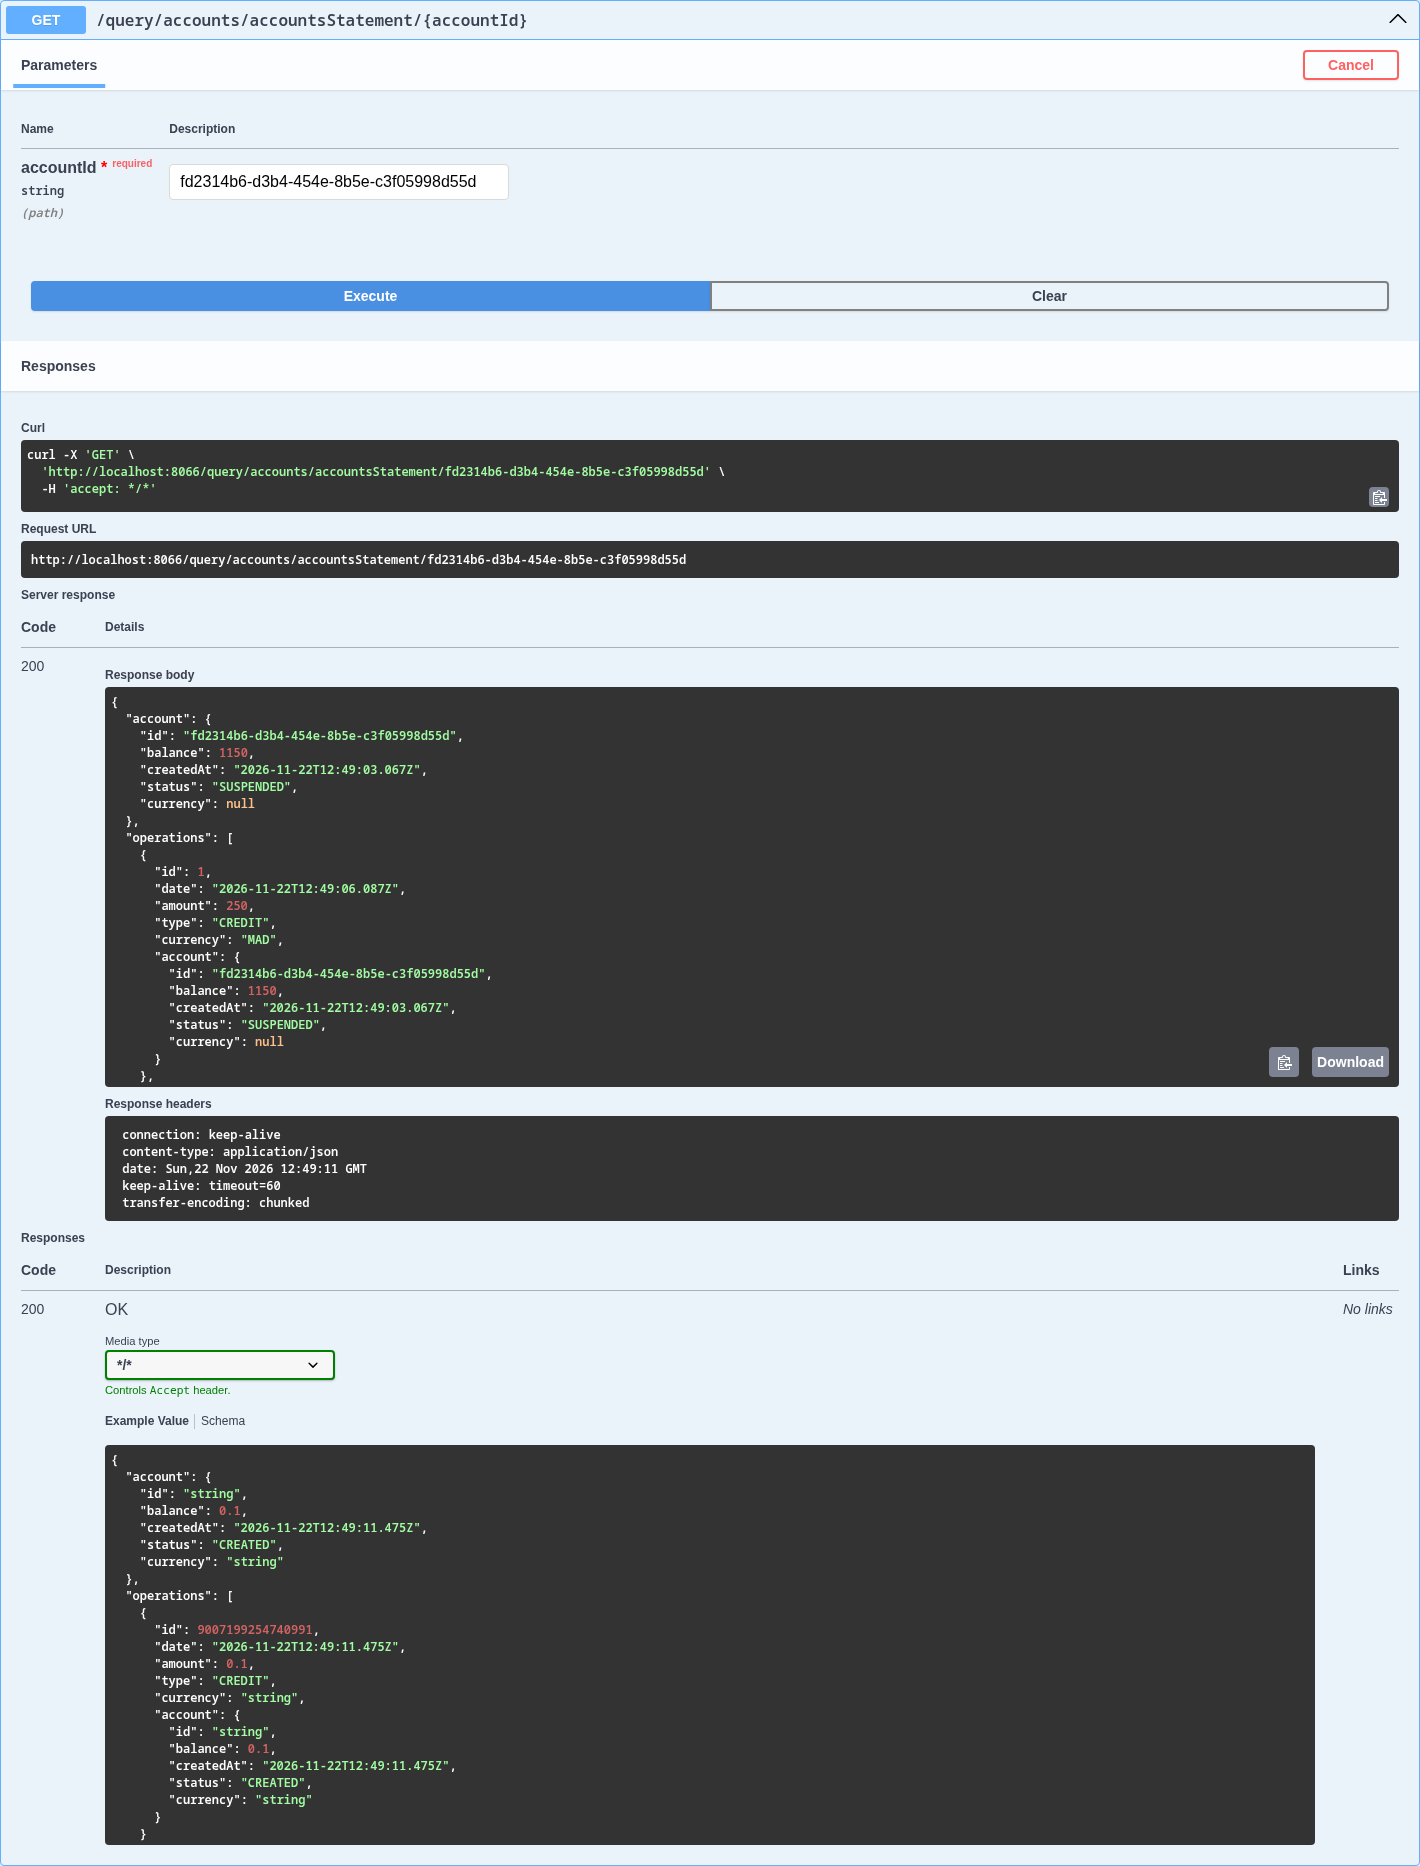 GET /query/accounts/accountsStatement/{accountId}
Parameters
Cancel
Name Description
accountId * required
string
(path)
fd2314b6-d3b4-454e-8b5e-c3f05998d55d
Execute Clear
Responses
Curl
curl -X 'GET' \
  'http://localhost:8066/query/accounts/accountsStatement/fd2314b6-d3b4-454e-8b5e-c3f05998d55d' \
  -H 'accept: */*'
Request URL
http://localhost:8066/query/accounts/accountsStatement/fd2314b6-d3b4-454e-8b5e-c3f05998d55d
Server response
Code Details
200
Response body
{
  "account": {
    "id": "fd2314b6-d3b4-454e-8b5e-c3f05998d55d",
    "balance": 1150,
    "createdAt": "2026-11-22T12:49:03.067Z",
    "status": "SUSPENDED",
    "currency": null
  },
  "operations": [
    {
      "id": 1,
      "date": "2026-11-22T12:49:06.087Z",
      "amount": 250,
      "type": "CREDIT",
      "currency": "MAD",
      "account": {
        "id": "fd2314b6-d3b4-454e-8b5e-c3f05998d55d",
        "balance": 1150,
        "createdAt": "2026-11-22T12:49:03.067Z",
        "status": "SUSPENDED",
        "currency": null
      }
    },
Download
Response headers
connection: keep-alive
content-type: application/json
date: Sun,22 Nov 2026 12:49:11 GMT
keep-alive: timeout=60
transfer-encoding: chunked
Responses
Code Description Links
200 OK No links
Media type
*/*
Controls Accept header.
Example Value Schema
{
  "account": {
    "id": "string",
    "balance": 0.1,
    "createdAt": "2026-11-22T12:49:11.475Z",
    "status": "CREATED",
    "currency": "string"
  },
  "operations": [
    {
      "id": 9007199254740991,
      "date": "2026-11-22T12:49:11.475Z",
      "amount": 0.1,
      "type": "CREDIT",
      "currency": "string",
      "account": {
        "id": "string",
        "balance": 0.1,
        "createdAt": "2026-11-22T12:49:11.475Z",
        "status": "CREATED",
        "currency": "string"
      }
    }